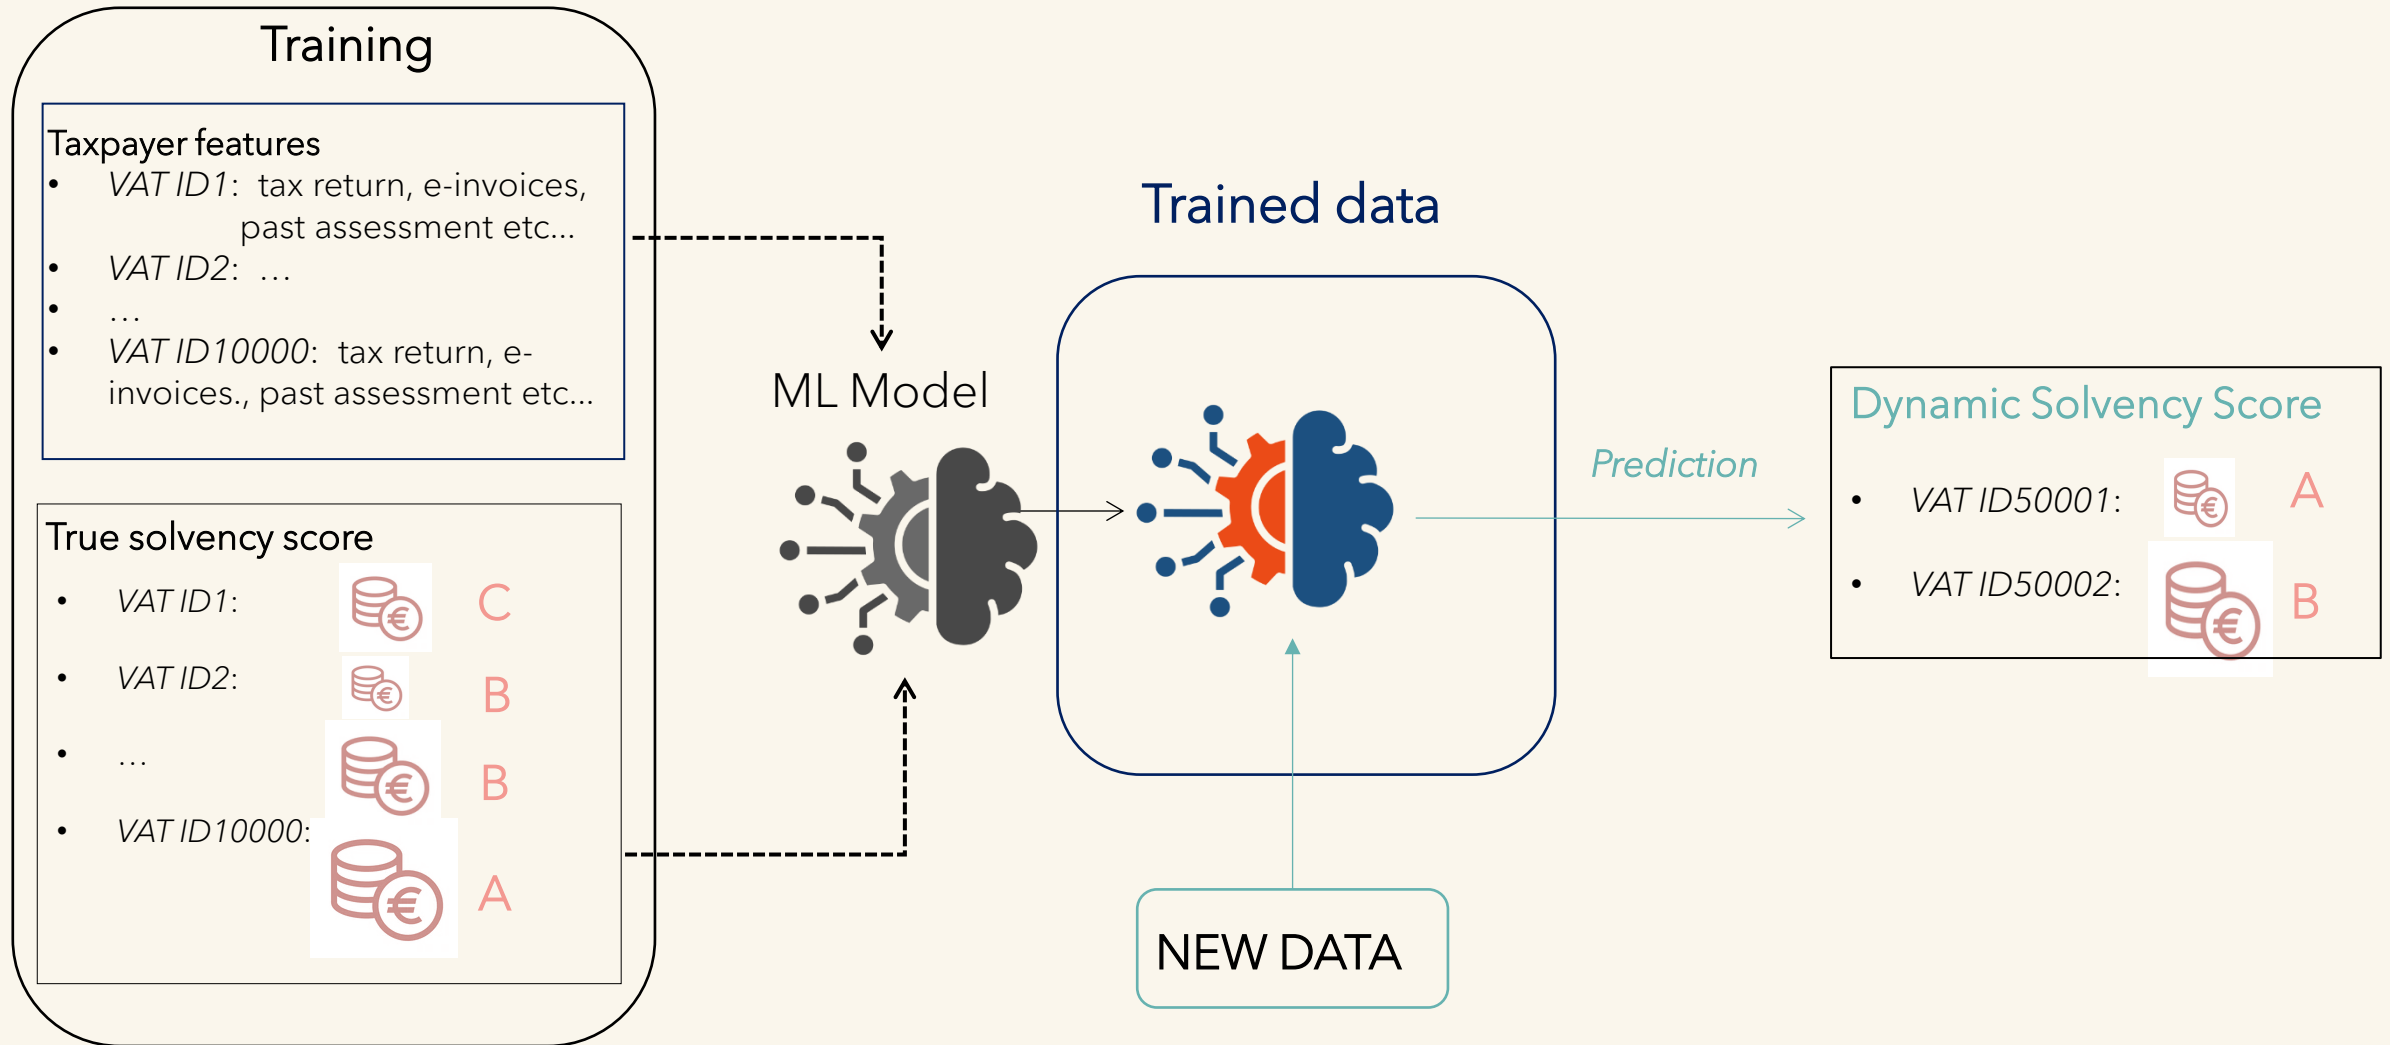 Training
Taxpayer features
• VAT ID1: tax return, e-invoices,
past assessment etc...
• VAT ID2: …
• …
• VAT ID10000: tax return, e-
invoices., past assessment etc...
True solvency score
• VAT ID1: € C
• VAT ID2: € B
• … € B
• VAT ID10000: € A
ML Model
Trained data
NEW DATA
Prediction
Dynamic Solvency Score
• VAT ID50001: € A
• VAT ID50002: € B